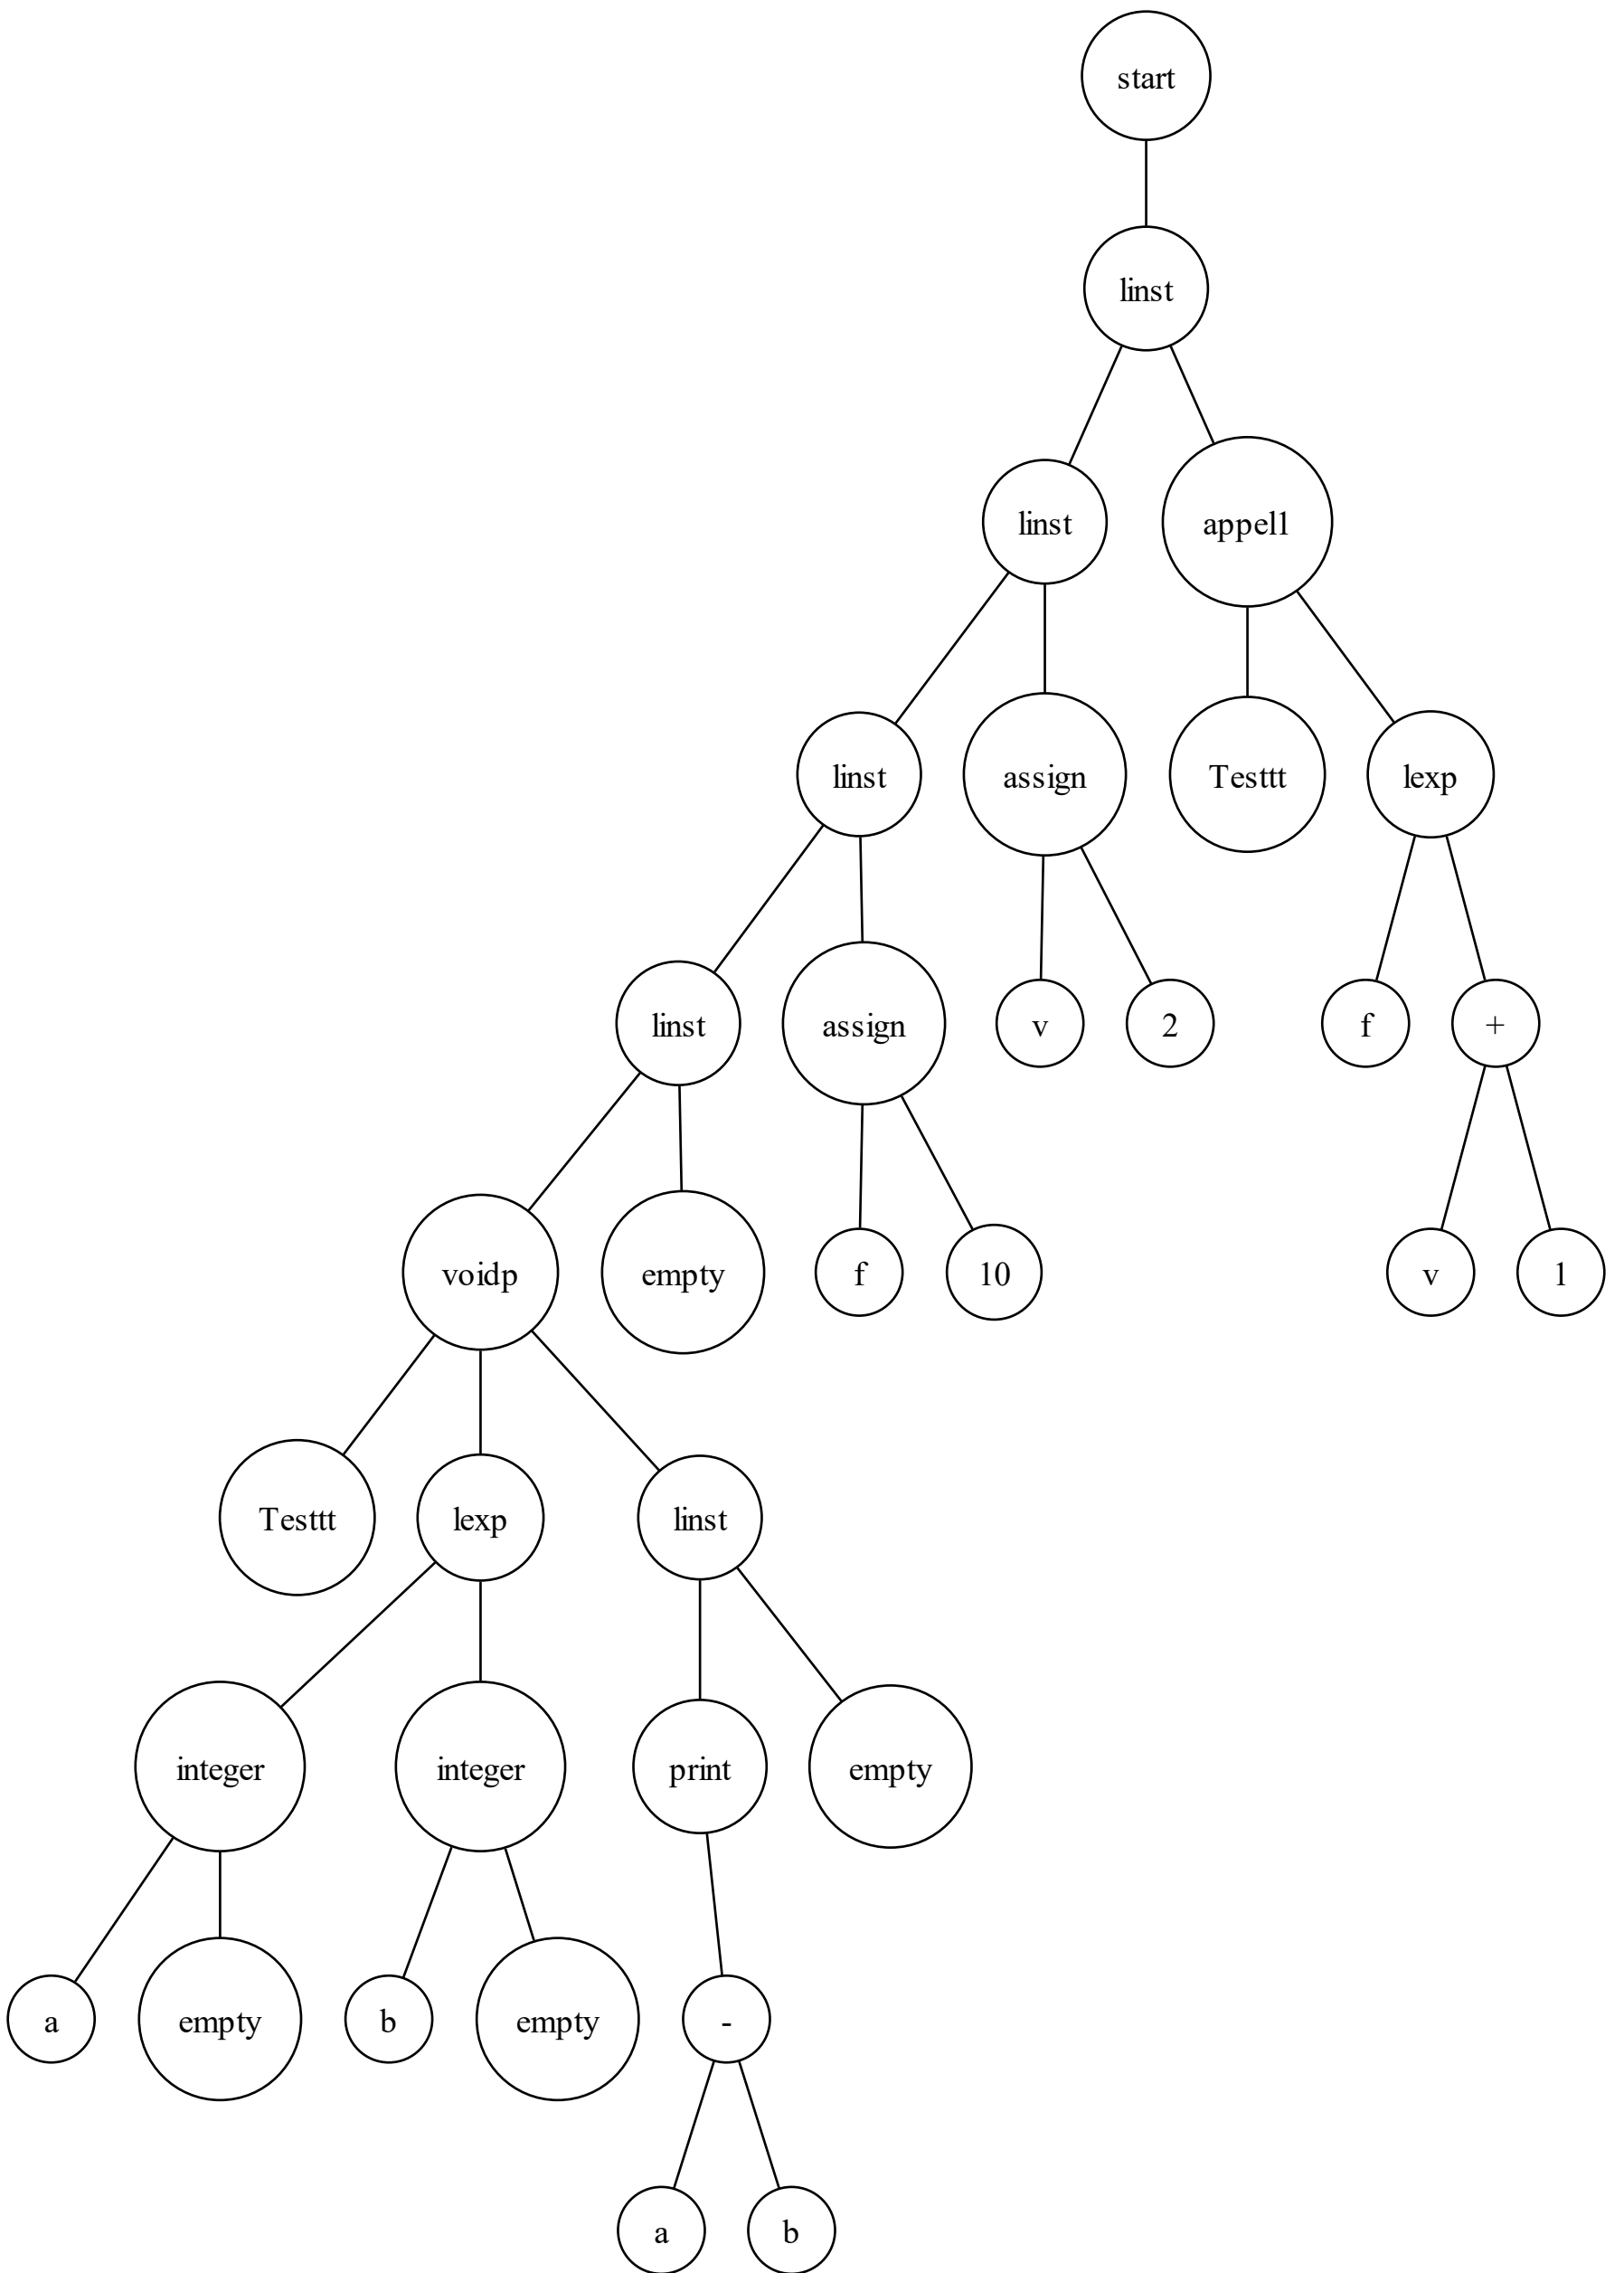 start
linst
linst
appel1
linst
assign
Testtt
lexp
linst
assign
v
2
f
+
voidp
empty
f
10
v
1
Testtt
lexp
linst
integer
integer
print
empty
a
empty
b
empty
-
a
b